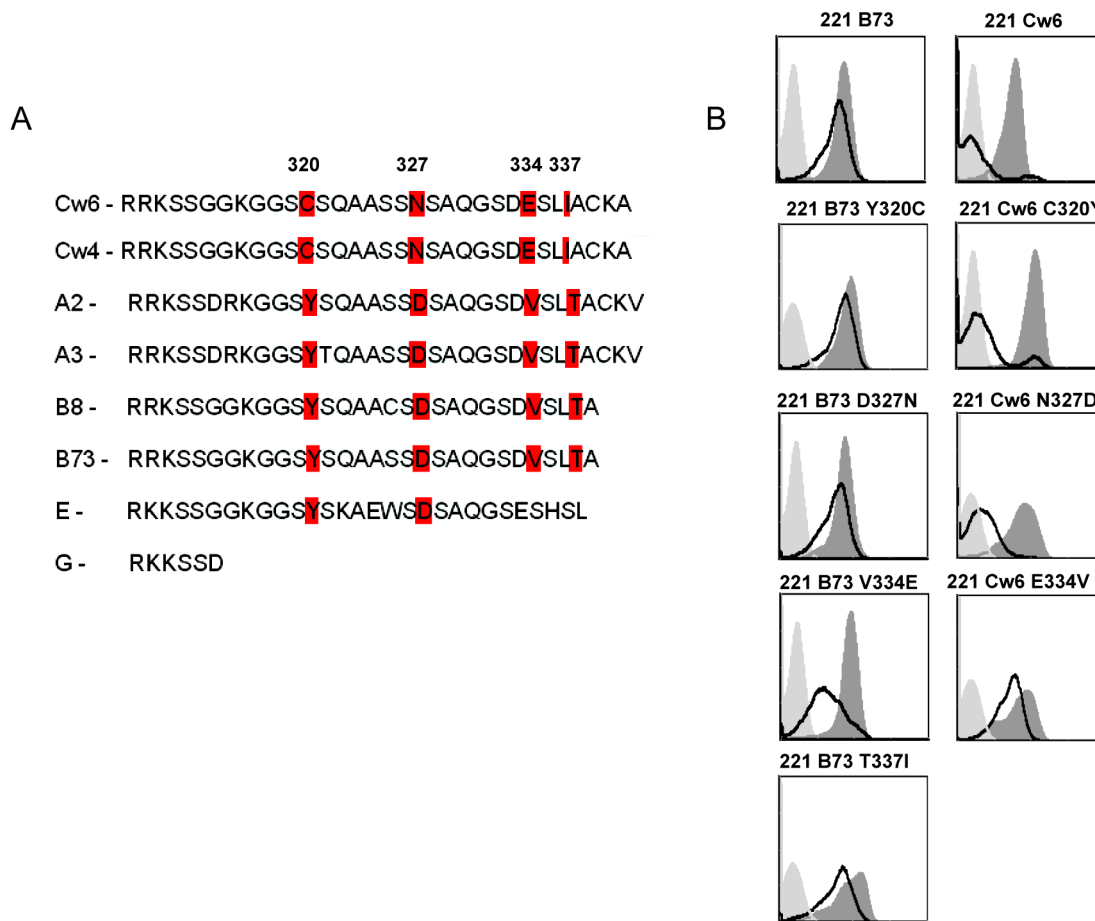 A
320 327 334 337
Cw6 - RRKSSGGKGGSCSQAASSNSAQGSDESLIACKA
Cw4 - RRKSSGGKGGSCSQAASSNSAQGSDESLIACKA
A2 - RRKSSDRKGGSYSQAASSDSAQGSDVSLTACKV
A3 - RRKSSDRKGGSYTQAASSDSAQGSDVSLTACKV
B8 - RRKSSGGKGGSYSQAACSDSAQGSDVSLTA
B73 - RRKSSGGKGGSYSQAASSDSAQGSDVSLTA
E - RKKSSGGKGGSYSKAEWSDSAQGSESHSL
G - RKKSSD
B
221 B73 221 Cw6
221 B73 Y320C 221 Cw6 C320Y
221 B73 D327N 221 Cw6 N327D
221 B73 V334E 221 Cw6 E334V
221 B73 T337I